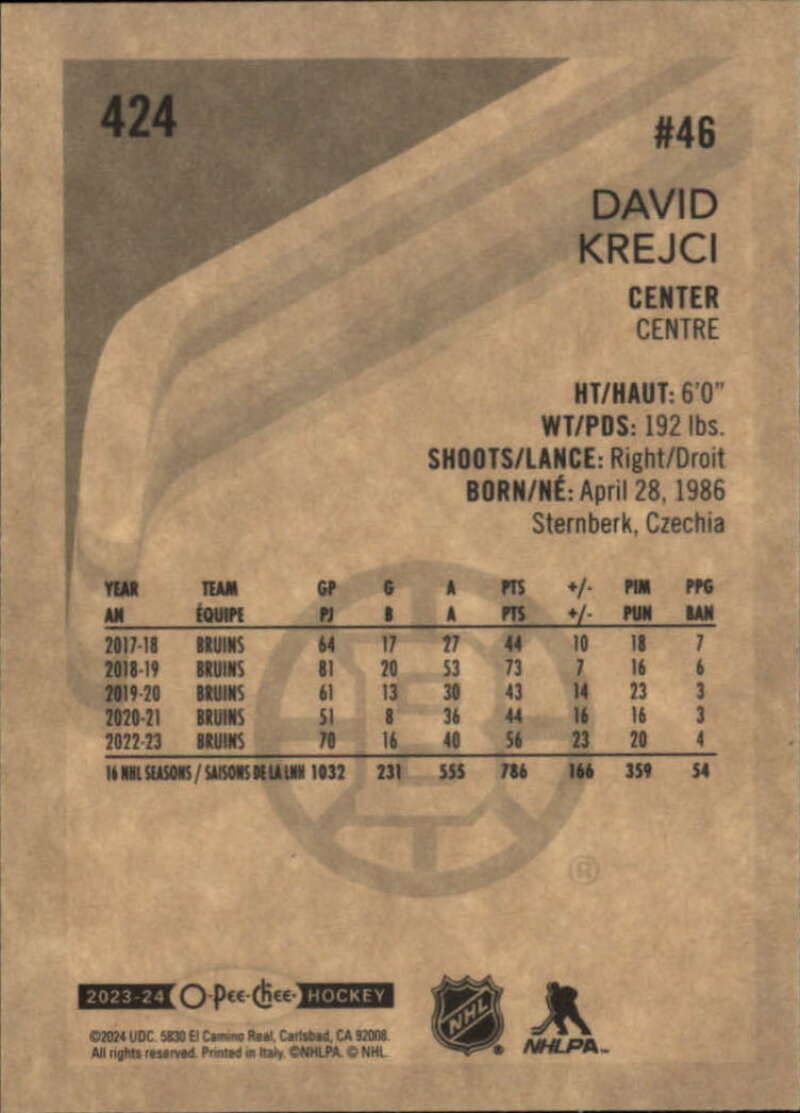 424
#46
DAVID
KREJCI
CENTER
CENTRE
HT/HAUT: 6'0"
WT/PDS: 192 lbs.
SHOOTS/LANCE: Right/Droit
BORN/NÉ: April 28, 1986
Sternberk, Czechia
YEAR TEAM GP G A PTS +/- PIM PPG
AN ÉQUIPE PJ B A PTS +/- PUN BAN
2017-18 BRUINS 64 17 27 44 10 18 7
2018-19 BRUINS 81 20 53 73 7 16 6
2019-20 BRUINS 61 13 30 43 14 23 3
2020-21 BRUINS 51 8 36 44 16 16 3
2022-23 BRUINS 70 16 40 56 23 20 4
16 NHL SEASONS / SAISONS DE LA LNH 1032 231 555 786 166 359 54
B
®
2023-24 O-Pee-Chee HOCKEY
©2024 UDC. 5830 El Camino Real, Carlsbad, CA 92008.
All rights reserved. Printed in Italy. ©NHLPA. © NHL.
NHL
NHLPA